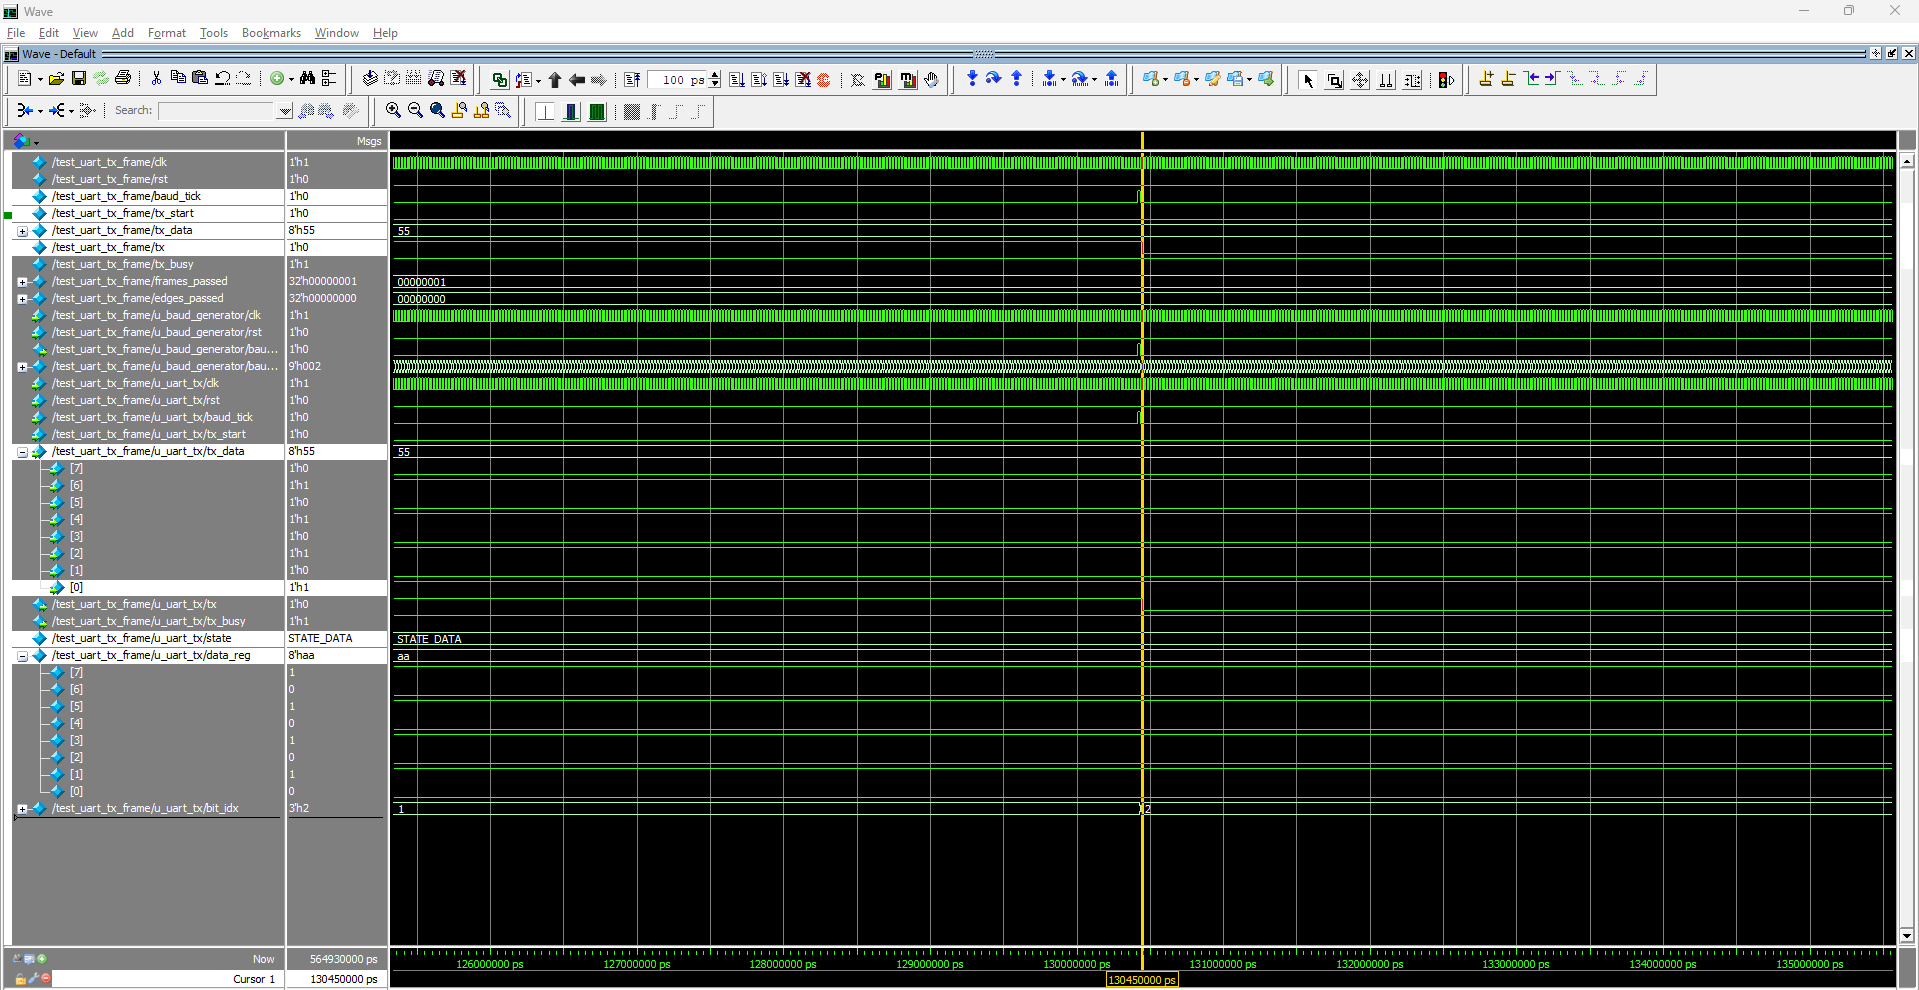 Wave
File Edit View Add Format Tools Bookmarks Window Help
Wave - Default
100 ps
Search:
Msgs
/test_uart_tx_frame/clk 1'h1
/test_uart_tx_frame/rst 1'h0
/test_uart_tx_frame/baud_tick 1'h0
/test_uart_tx_frame/tx_start 1'h0
/test_uart_tx_frame/tx_data 8'h55 55
/test_uart_tx_frame/tx 1'h0
/test_uart_tx_frame/tx_busy 1'h1
/test_uart_tx_frame/frames_passed 32'h00000001 00000001
/test_uart_tx_frame/edges_passed 32'h00000000 00000000
/test_uart_tx_frame/u_baud_generator/clk 1'h1
/test_uart_tx_frame/u_baud_generator/rst 1'h0
/test_uart_tx_frame/u_baud_generator/bau... 1'h0
/test_uart_tx_frame/u_baud_generator/bau... 9'h002
/test_uart_tx_frame/u_uart_tx/clk 1'h1
/test_uart_tx_frame/u_uart_tx/rst 1'h0
/test_uart_tx_frame/u_uart_tx/baud_tick 1'h0
/test_uart_tx_frame/u_uart_tx/tx_start 1'h0
/test_uart_tx_frame/u_uart_tx/tx_data 8'h55 55
[7] 1'h0
[6] 1'h1
[5] 1'h0
[4] 1'h1
[3] 1'h0
[2] 1'h1
[1] 1'h0
[0] 1'h1
/test_uart_tx_frame/u_uart_tx/tx 1'h0
/test_uart_tx_frame/u_uart_tx/tx_busy 1'h1
/test_uart_tx_frame/u_uart_tx/state STATE_DATA STATE_DATA
/test_uart_tx_frame/u_uart_tx/data_reg 8'haa aa
[7] 1
[6] 0
[5] 1
[4] 0
[3] 1
[2] 0
[1] 1
[0] 0
/test_uart_tx_frame/u_uart_tx/bit_idx 3'h2 1 2
Now 564930000 ps 126000000 ps 127000000 ps 128000000 ps 129000000 ps 130000000 ps 131000000 ps 132000000 ps 133000000 ps 134000000 ps 135000000 ps
Cursor 1 130450000 ps 130450000 ps